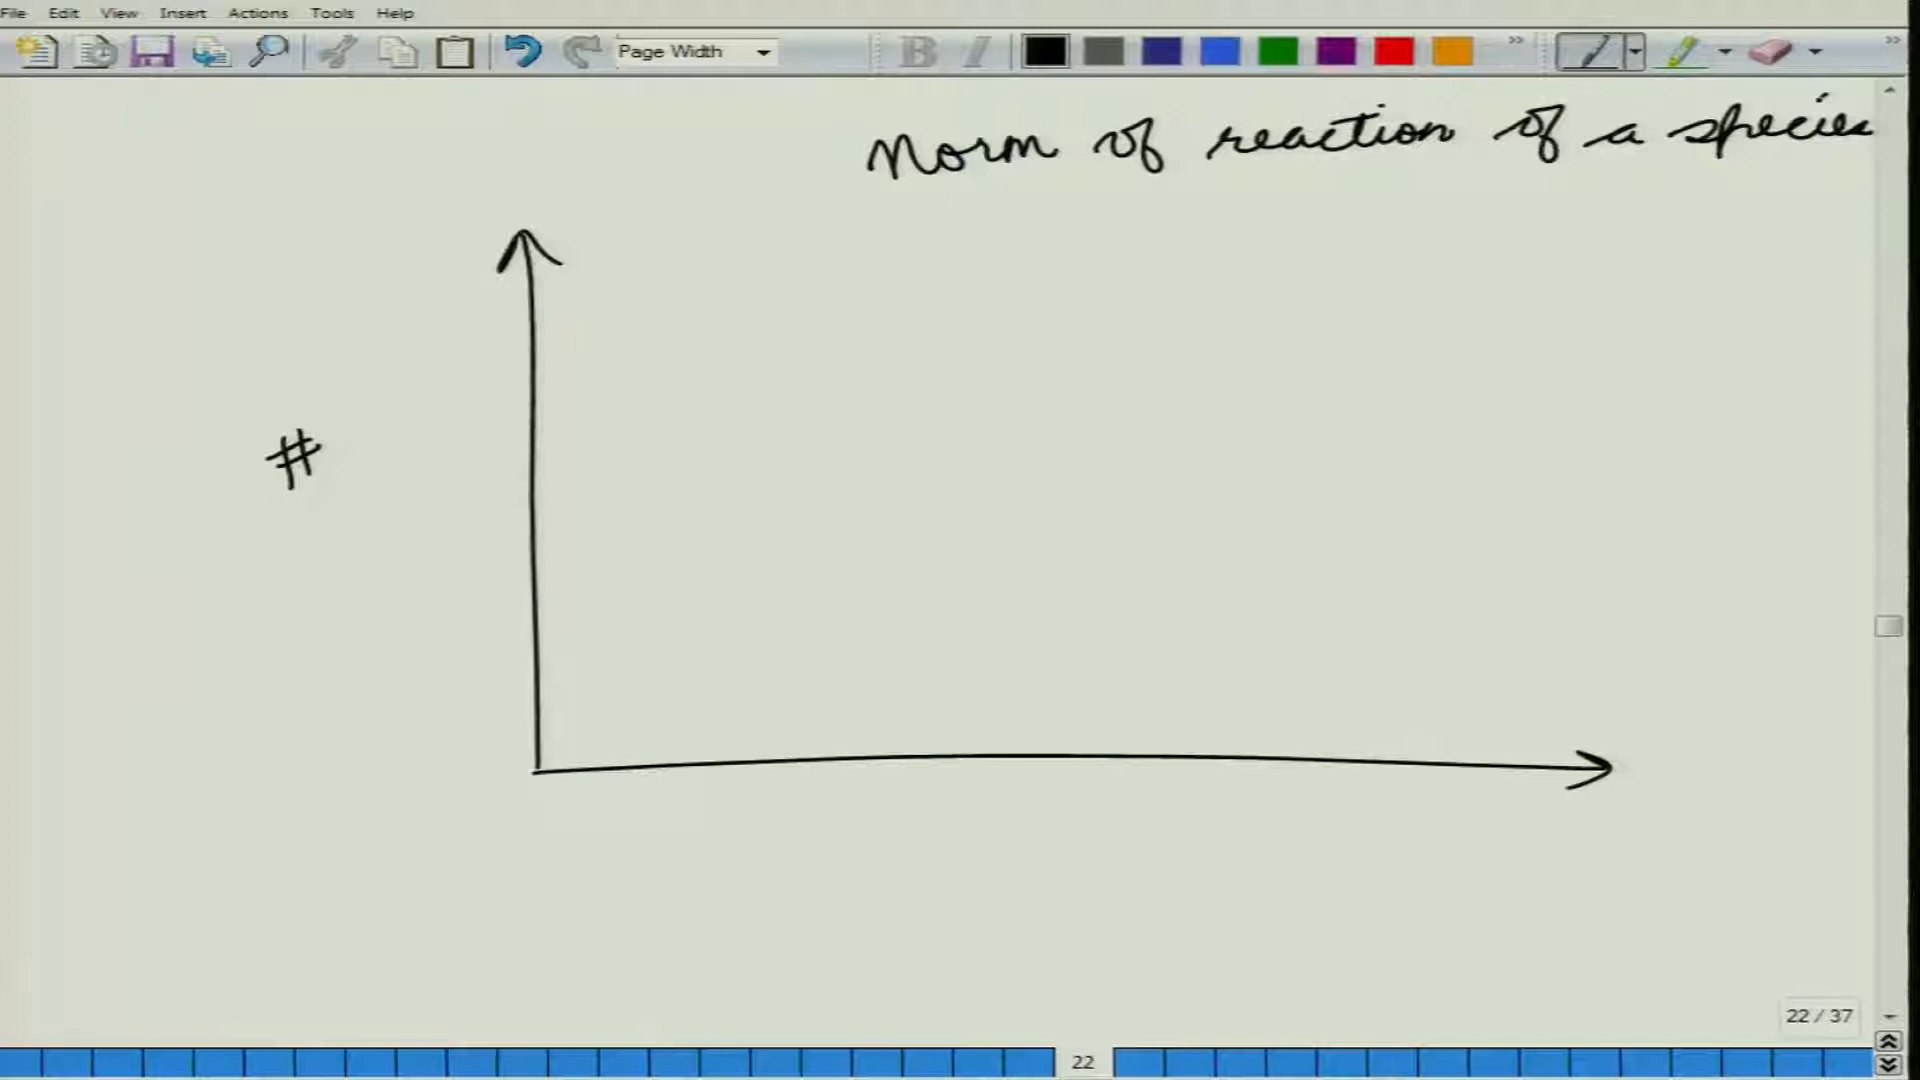 File Edit View Insert Actions Tools Help
Page Width
B I
Norm of reaction of a species
#
22 / 37
22